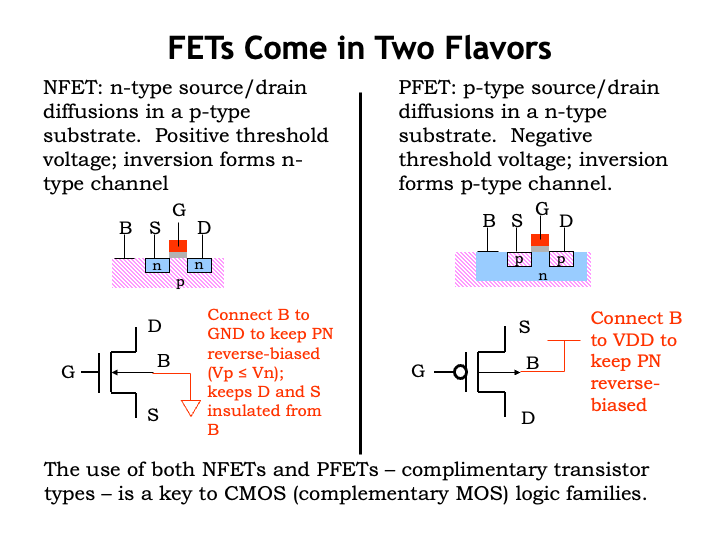 FETs Come in Two Flavors
NFET: n-type source/drain
diffusions in a p-type
substrate.  Positive threshold
voltage; inversion forms n-
type channel
B S G D
n n
p
D
G
B
S
Connect B to
GND to keep PN
reverse-biased
(Vp ≤ Vn);
keeps D and S
insulated from
B
PFET: p-type source/drain
diffusions in a n-type
substrate.  Negative
threshold voltage; inversion
forms p-type channel.
B S G D
p p
n
S
G
B
D
Connect B
to VDD to
keep PN
reverse-
biased
The use of both NFETs and PFETs – complimentary transistor
types – is a key to CMOS (complementary MOS) logic families.